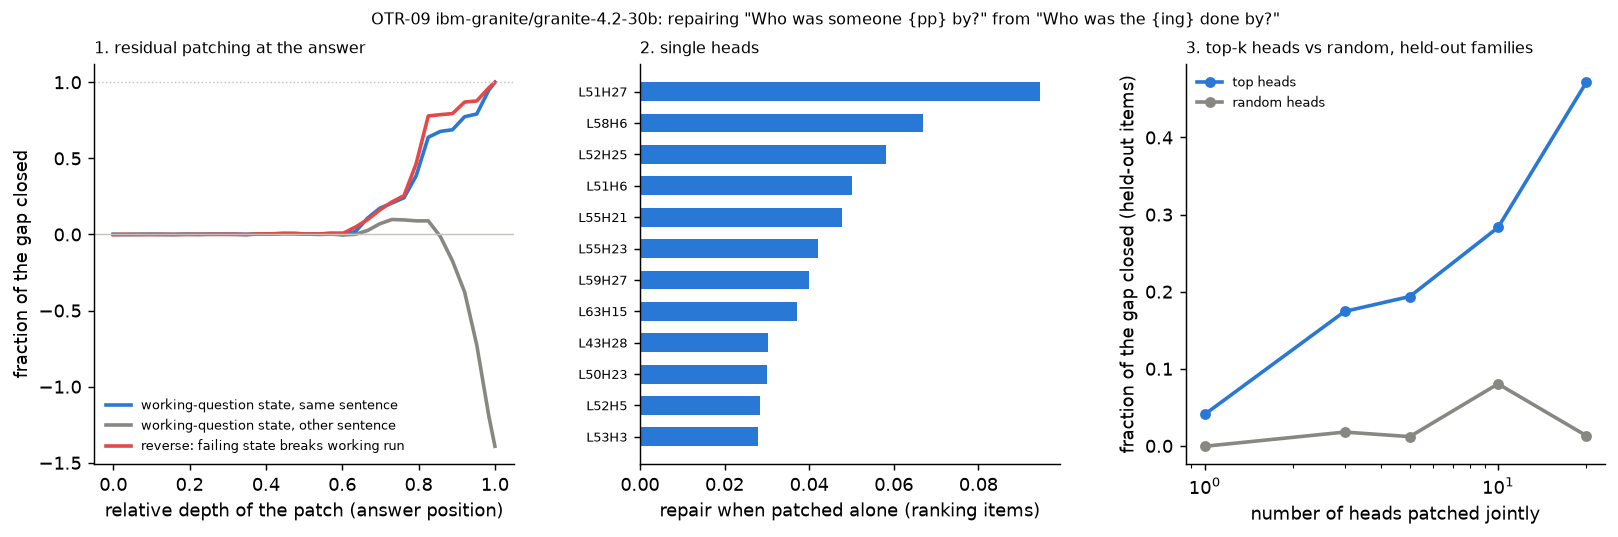 OTR-09 ibm-granite/granite-4.2-30b: repairing "Who was someone {pp} by?" from "Who was the {ing} done by?"
1. residual patching at the answer
fraction of the gap closed
1.0
0.5
0.0
−0.5
−1.0
−1.5
working-question state, same sentence
working-question state, other sentence
reverse: failing state breaks working run
0.0 0.2 0.4 0.6 0.8 1.0
relative depth of the patch (answer position)
2. single heads
L51H27
L58H6
L52H25
L51H6
L55H21
L55H23
L59H27
L63H15
L43H28
L50H23
L52H5
L53H3
0.00 0.02 0.04 0.06 0.08
repair when patched alone (ranking items)
3. top-k heads vs random, held-out families
fraction of the gap closed (held-out items)
top heads
random heads
0.4
0.3
0.2
0.1
0.0
10⁰ 10¹
number of heads patched jointly